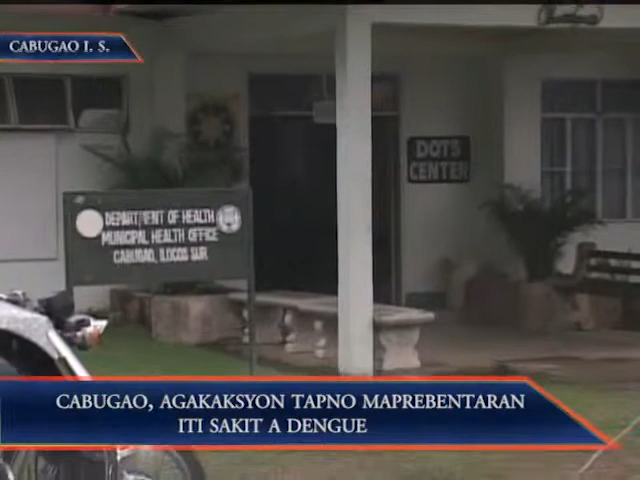 CABUGAO I. S.
DOTS
CENTER
DEPARTMENT OF HEALTH
MUNICIPAL HEALTH OFFICE
CABUGAO, ILOCOS SUR
CABUGAO, AGAKAKSYON TAPNO MAPREBENTARAN
ITI SAKIT A DENGUE